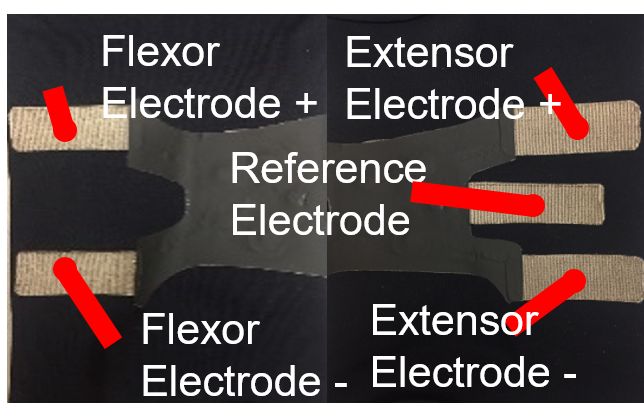 Flexor
Electrode +
Extensor
Electrode +
Reference
Electrode
Flexor
Electrode -
Extensor
Electrode -